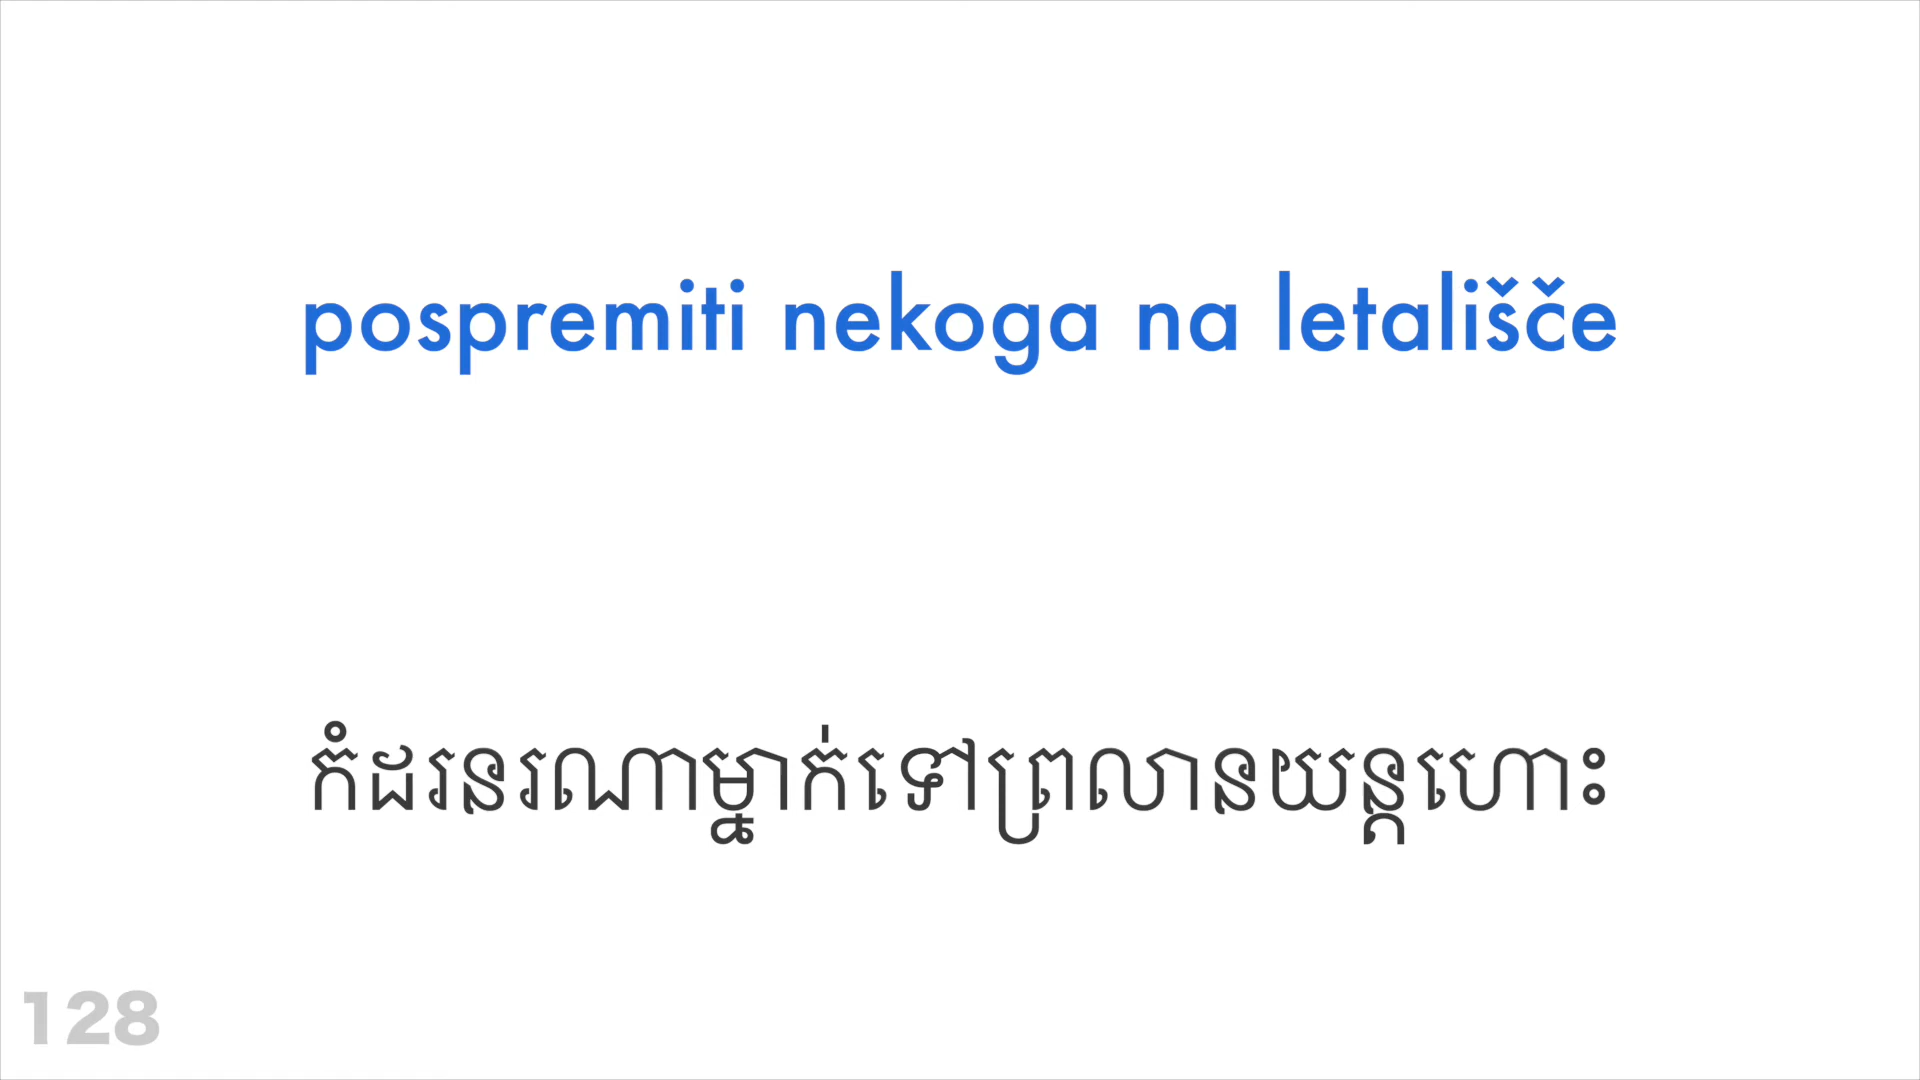 pospremiti nekoga na letališče
កំដរនរណាម្នាក់ទៅព្រលានយន្តហោះ
128